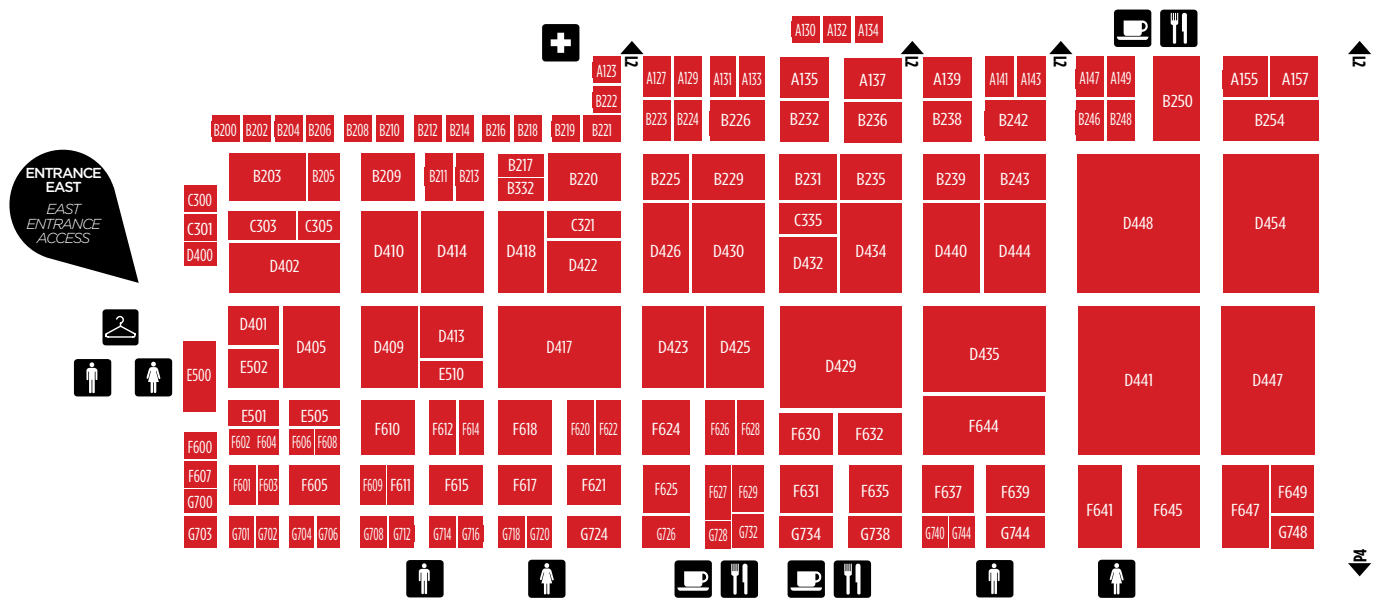 A130 A132 A134
L2 L2 L2 L2
A123 A127 A129 A131 A133 A135 A137 A139 A141 A143 A147 A149 B250 A155 A157
B222 B223 B224 B226 B232 B236 B238 B242 B246 B248 B254
B200 B202 B204 B206 B208 B210 B212 B214 B216 B218 B219 B221
ENTRANCE
EAST
EAST
ENTRANCE
ACCESS
B203 B205 B209 B211 B213 B217 B220 B225 B229 B231 B235 B239 B243
B332
C300
C301 C303 C305 D410 D414 D418 C321 D426 D430 C335 D434 D440 D444 D448 D454
D400 D402 D422 D432
D401 D405 D409 D413 D417 D423 D425 D429 D435 D441 D447
E500 E502 E510
E501 E505 F610 F612 F614 F618 F620 F622 F624 F626 F628 F630 F632 F644
F600 F602 F604 F606 F608
F607 F601 F603 F605 F609 F611 F615 F617 F621 F625 F627 F629 F631 F635 F637 F639 F641 F645 F647 F649
G700
G703 G701 G702 G704 G706 G708 G712 G714 G716 G718 G720 G724 G726 G728 G732 G734 G738 G740 G744 G744 G748
P4